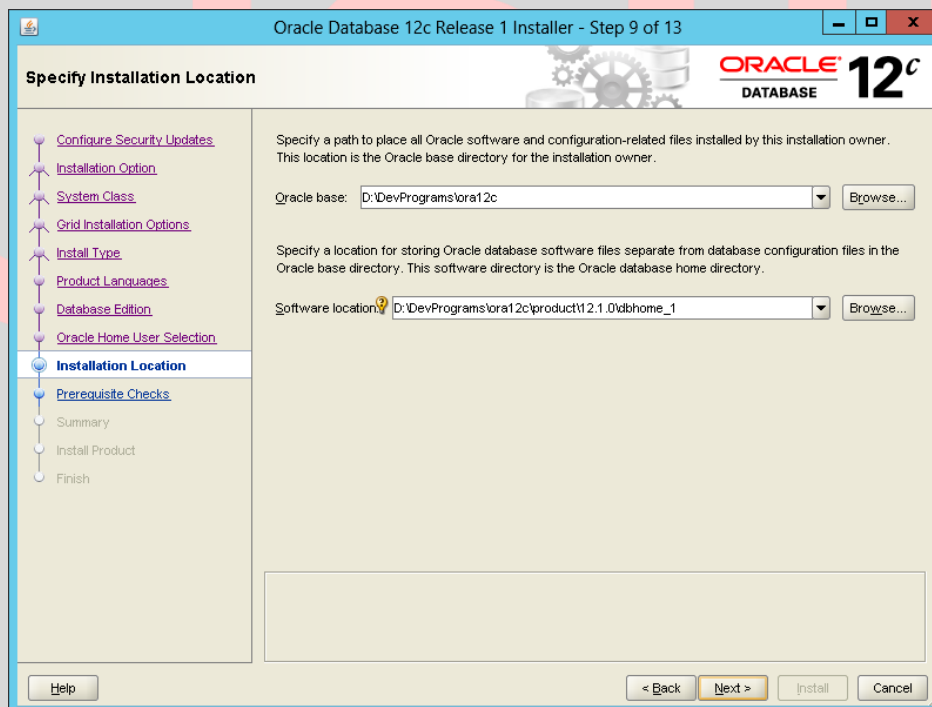 Oracle Database 12c Release 1 Installer - Step 9 of 13
Specify Installation Location
ORACLE
DATABASE
12c
Configure Security Updates
Installation Option
System Class
Grid Installation Options
Install Type
Product Languages
Database Edition
Oracle Home User Selection
Installation Location
Prerequisite Checks
Summary
Install Product
Finish
Specify a path to place all Oracle software and configuration-related files installed by this installation owner.
This location is the Oracle base directory for the installation owner.
Oracle base: D:\DevPrograms\ora12c Browse...
Specify a location for storing Oracle database software files separate from database configuration files in the
Oracle base directory. This software directory is the Oracle database home directory.
Software location: D:\DevPrograms\ora12c\product\12.1.0\dbhome_1 Browse...
Help < Back Next > Install Cancel